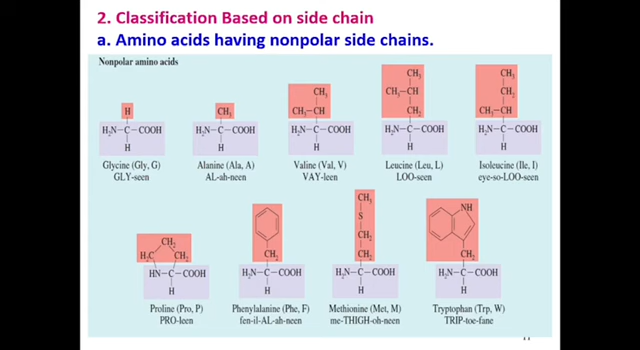 2. Classification Based on side chain
a. Amino acids having nonpolar side chains.
Nonpolar amino acids
H
H₂N–C–COOH
H
Glycine (Gly, G)
GLY-seen
CH₃
H₂N–C–COOH
H
Alanine (Ala, A)
AL-ah-neen
CH₃
CH₃–CH
H₂N–C–COOH
H
Valine (Val, V)
VAY-leen
CH₃
CH₃–CH
CH₂
H₂N–C–COOH
H
Leucine (Leu, L)
LOO-seen
CH₃
CH₂
CH₃–CH
H₂N–C–COOH
H
Isoleucine (Ile, I)
eye-so-LOO-seen
CH₂
H₂C CH₂
HN–C–COOH
H
Proline (Pro, P)
PRO-leen
CH₂
H₂N–C–COOH
H
Phenylalanine (Phe, F)
fen-il-AL-ah-neen
CH₃
S
CH₂
CH₂
H₂N–C–COOH
H
Methionine (Met, M)
me-THIGH-oh-neen
NH
CH₂
H₂N–C–COOH
H
Tryptophan (Trp, W)
TRIP-toe-fane